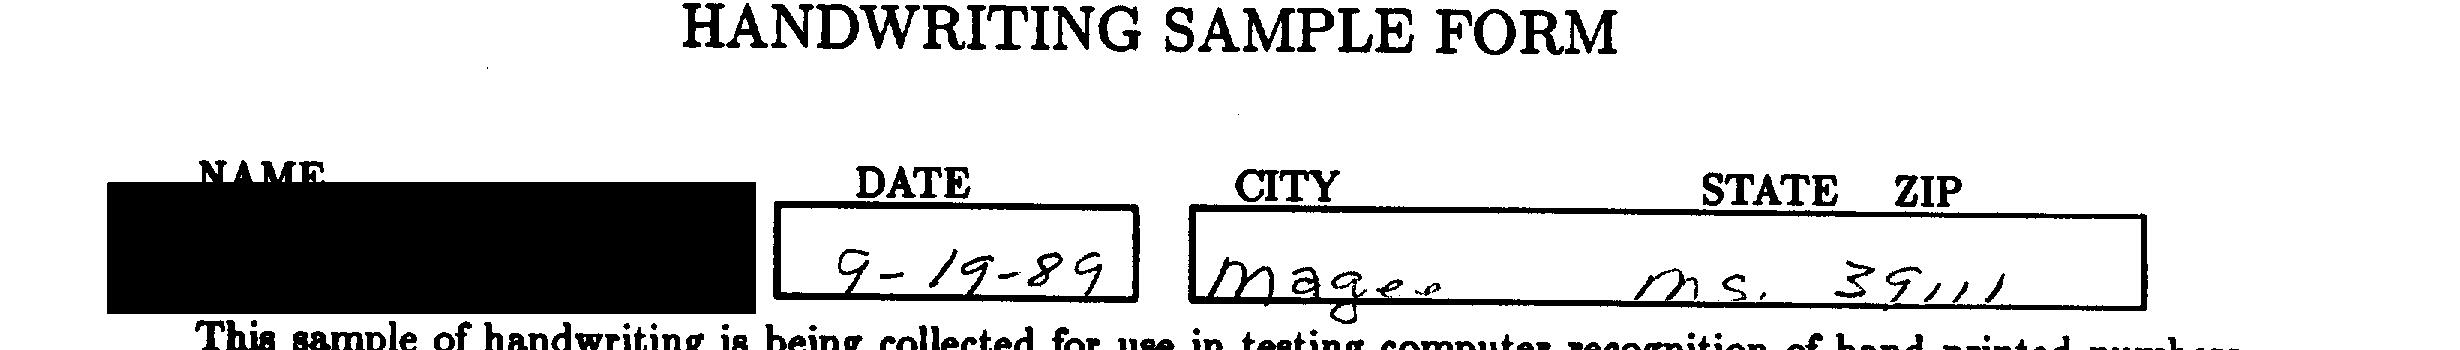 HANDWRITING SAMPLE FORM
NAME DATE CITY STATE ZIP
9-19-89 Magee Ms. 39111
This sample of handwriting is being collected for use in testing computer recognition of hand printed numbers